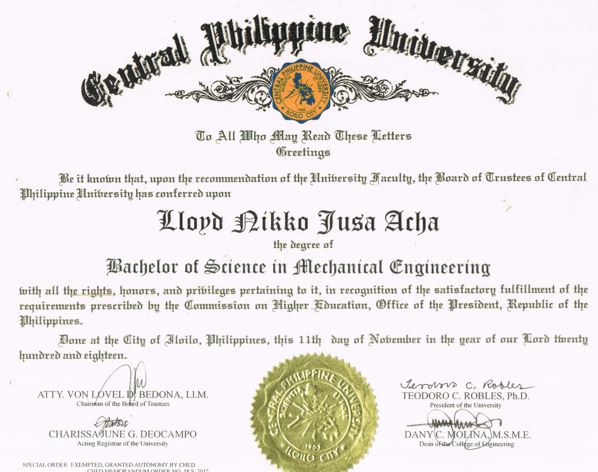 Central Philippine University
CENTRAL PHILIPPINE UNIVERSITY
ILOILO CITY
To All Who May Read These Letters
Greetings
Be it known that, upon the recommendation of the University Faculty, the Board of Trustees of Central
Philippine University has conferred upon
Lloyd Nikko Jusa Acha
the degree of
Bachelor of Science in Mechanical Engineering
with all the rights, honors, and privileges pertaining to it, in recognition of the satisfactory fulfillment of the
requirements prescribed by the Commission on Higher Education, Office of the President, Republic of the
Philippines.
Done at the City of Iloilo, Philippines, this 11th day of November in the year of our Lord twenty
hundred and eighteen.
ATTY. VON LOVEL D. BEDONA, Ll.M.
Chairman of the Board of Trustees
CHARISSA JUNE G. DEOCAMPO
Acting Registrar of the University
CENTRAL PHILIPPINE UNIVERSITY
1905
ILOILO CITY
Teodoro C. Robles
TEODORO C. ROBLES, Ph.D.
President of the University
DANY C. MOLINA, M.S.M.E.
Dean of the College of Engineering
SPECIAL ORDER EXEMPTED, GRANTED AUTONOMY BY CHED
CHED MEMORANDUM ORDER NO. 58 S. 2017